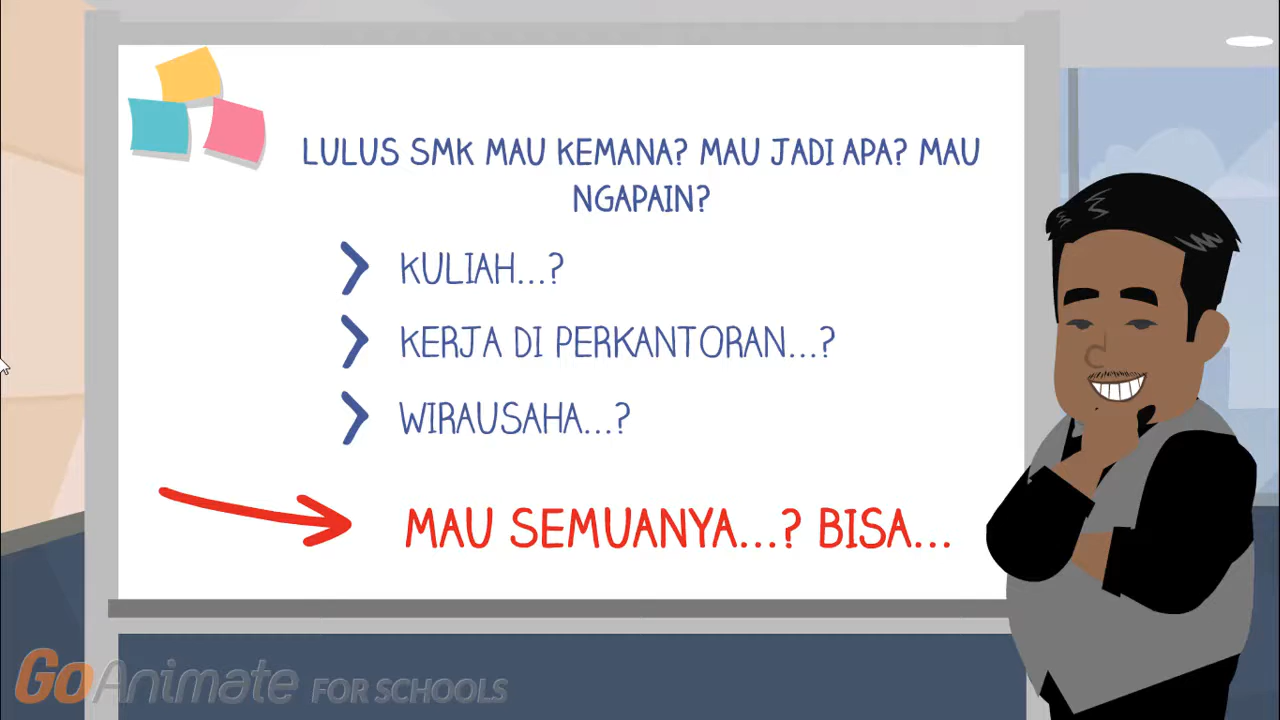 LULUS SMK MAU KEMANA? MAU JADI APA? MAU
NGAPAIN?
KULIAH...?
KERJA DI PERKANTORAN...?
WIRAUSAHA...?
MAU SEMUANYA...? BISA...
GoAnimate FOR SCHOOLS